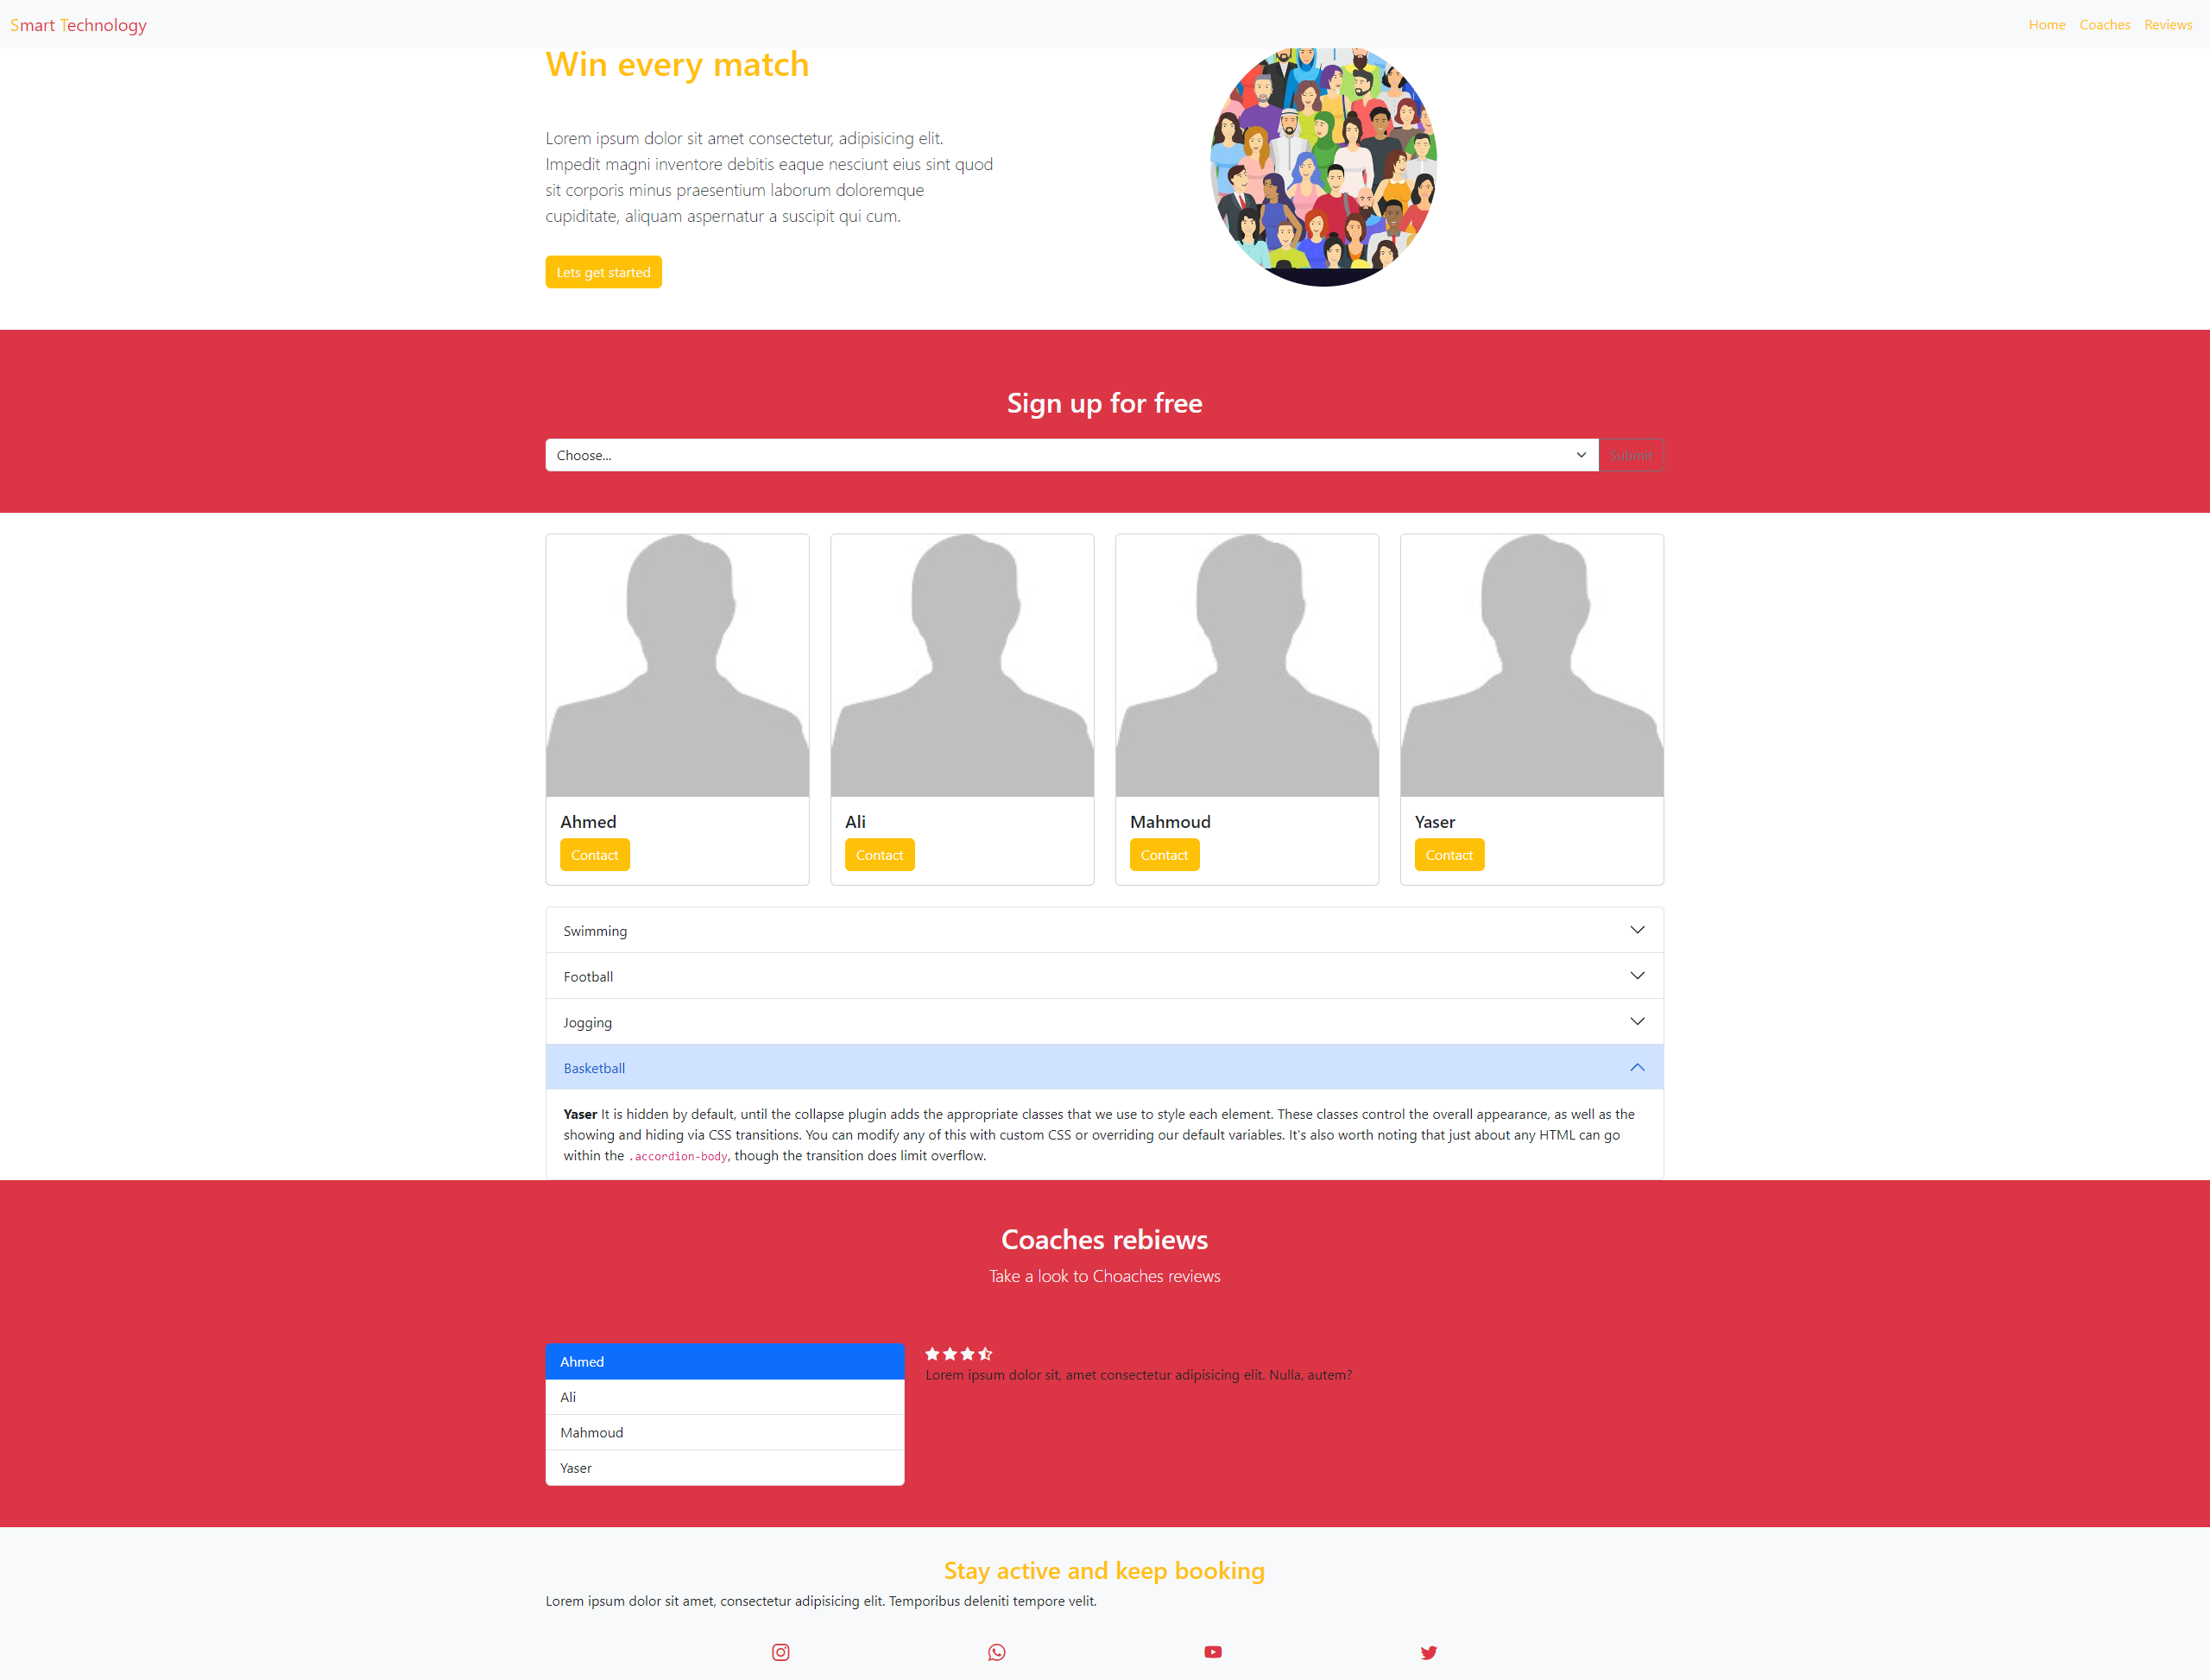 Smart Technology
Home Coaches Reviews
Win every match
Lorem ipsum dolor sit amet consectetur, adipisicing elit.
Impedit magni inventore debitis eaque nesciunt eius sint quod
sit corporis minus praesentium laborum doloremque
cupiditate, aliquam aspernatur a suscipit qui cum.
Lets get started
Sign up for free
Choose...
Submit
Ahmed
Contact
Ali
Contact
Mahmoud
Contact
Yaser
Contact
Swimming
Football
Jogging
Basketball
Yaser It is hidden by default, until the collapse plugin adds the appropriate classes that we use to style each element. These classes control the overall appearance, as well as the
showing and hiding via CSS transitions. You can modify any of this with custom CSS or overriding our default variables. It's also worth noting that just about any HTML can go
within the .accordion-body, though the transition does limit overflow.
Coaches rebiews
Take a look to Choaches reviews
Ahmed
Ali
Mahmoud
Yaser
Lorem ipsum dolor sit, amet consectetur adipisicing elit. Nulla, autem?
Stay active and keep booking
Lorem ipsum dolor sit amet, consectetur adipisicing elit. Temporibus deleniti tempore velit.